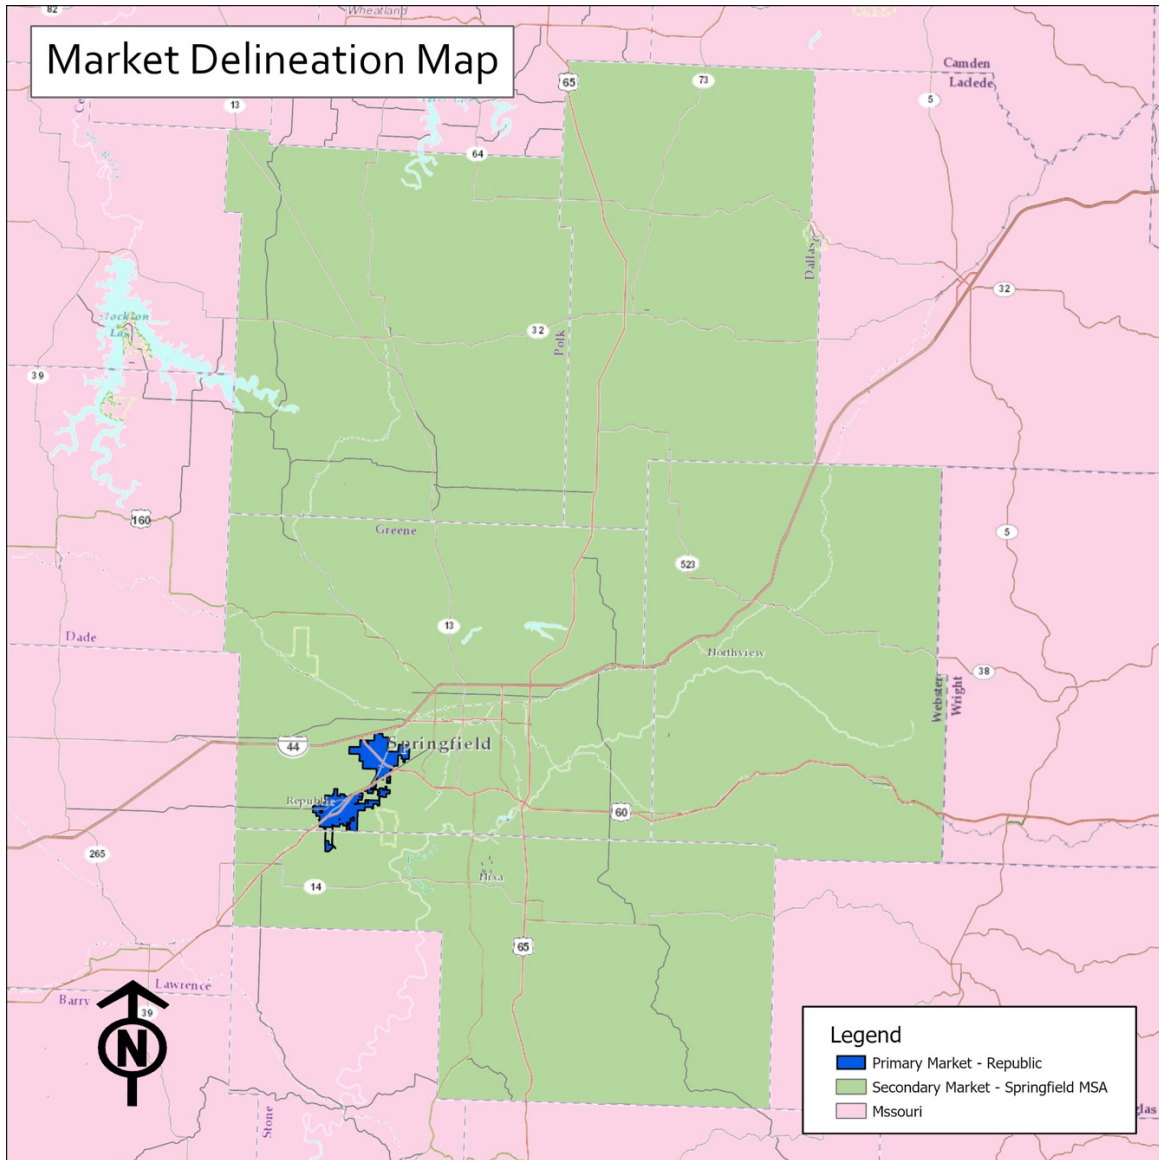 82
Wheatland
Market Delineation Map
65
73
Camden
Laclede
5
13
64
Dallas
32
32
Polk
39
160
Greene
5
523
13
Dade
Northview
38
Webster
Wright
Springfield
44
Republic
60
265
Nixa
14
65
Lawrence
Barry
39
N
Stone
Legend
Primary Market - Republic
Secondary Market - Springfield MSA
Mssouri
glas